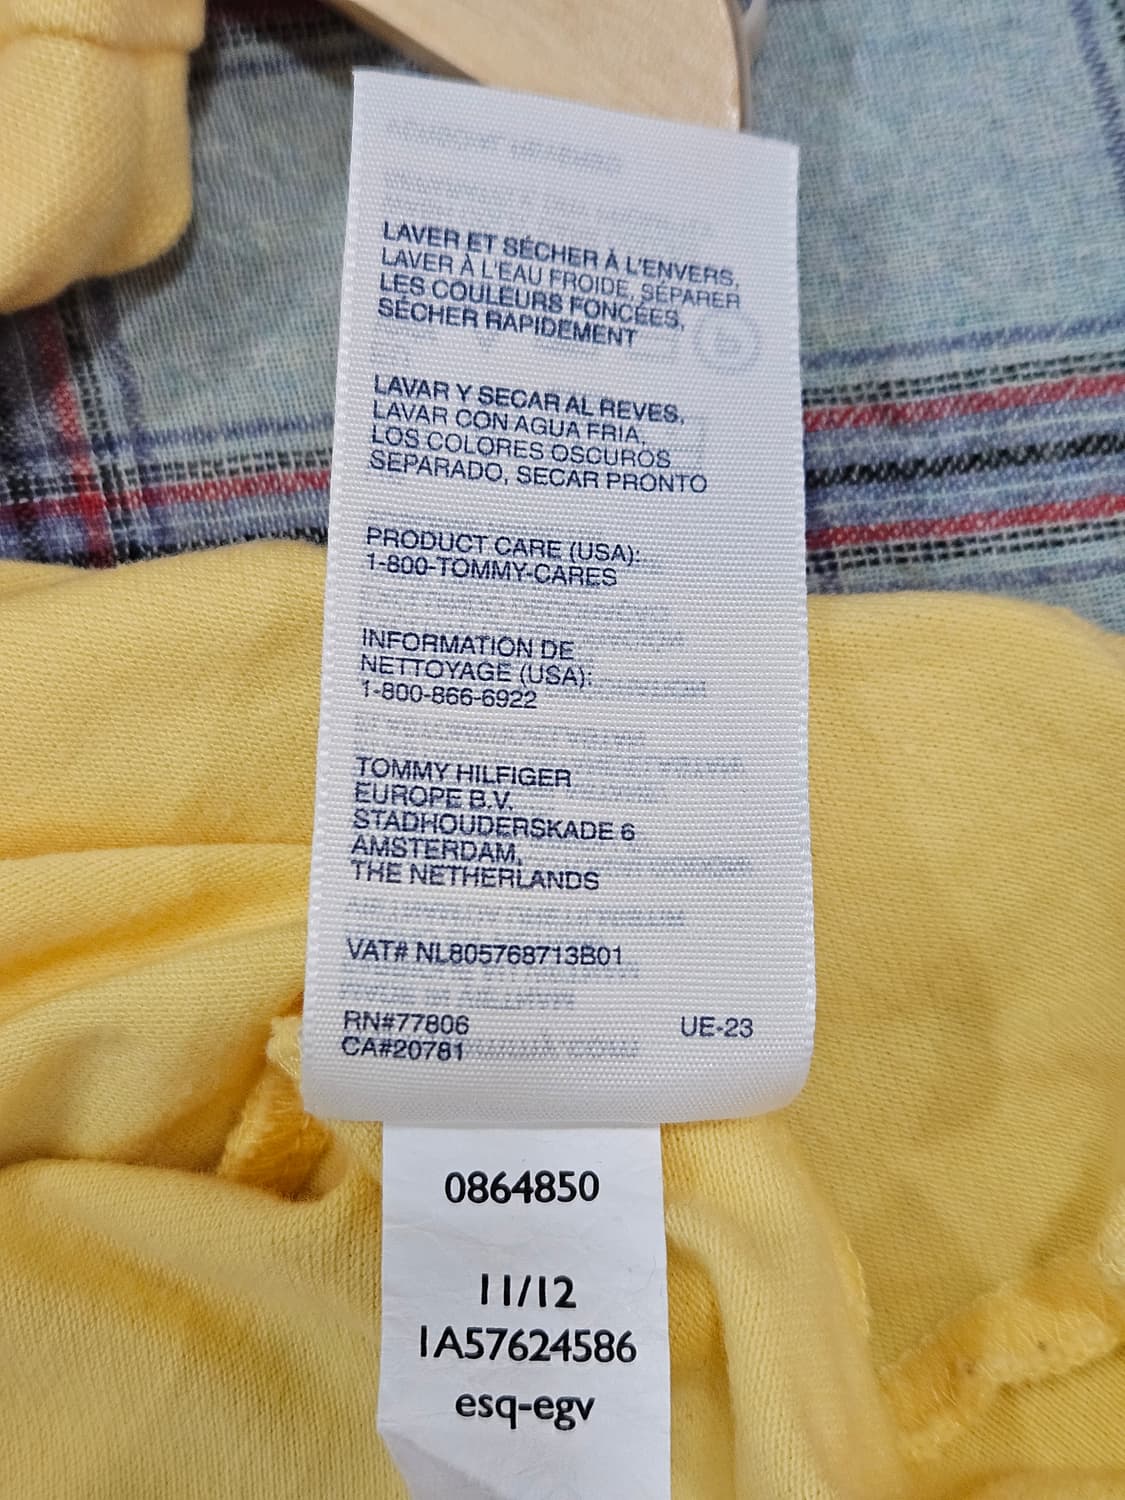 LAVER ET SÉCHER À L'ENVERS,
LAVER À L'EAU FROIDE, SÉPARER
LES COULEURS FONCÉES,
SÉCHER RAPIDEMENT
LAVAR Y SECAR AL REVES,
LAVAR CON AGUA FRIA,
LOS COLORES OSCUROS
SEPARADO, SECAR PRONTO
PRODUCT CARE (USA):
1-800-TOMMY-CARES
INFORMATION DE
NETTOYAGE (USA):
1-800-866-6922
TOMMY HILFIGER
EUROPE B.V.
STADHOUDERSKADE 6
AMSTERDAM,
THE NETHERLANDS
VAT# NL805768713B01
RN#77806 UE-23
CA#20781
0864850
11/12
1A57624586
esq-egv